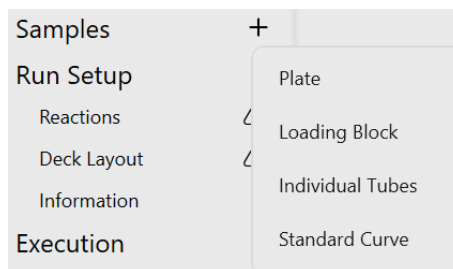 Samples +
Run Setup
Reactions
Deck Layout
Information
Execution
Plate
Loading Block
Individual Tubes
Standard Curve